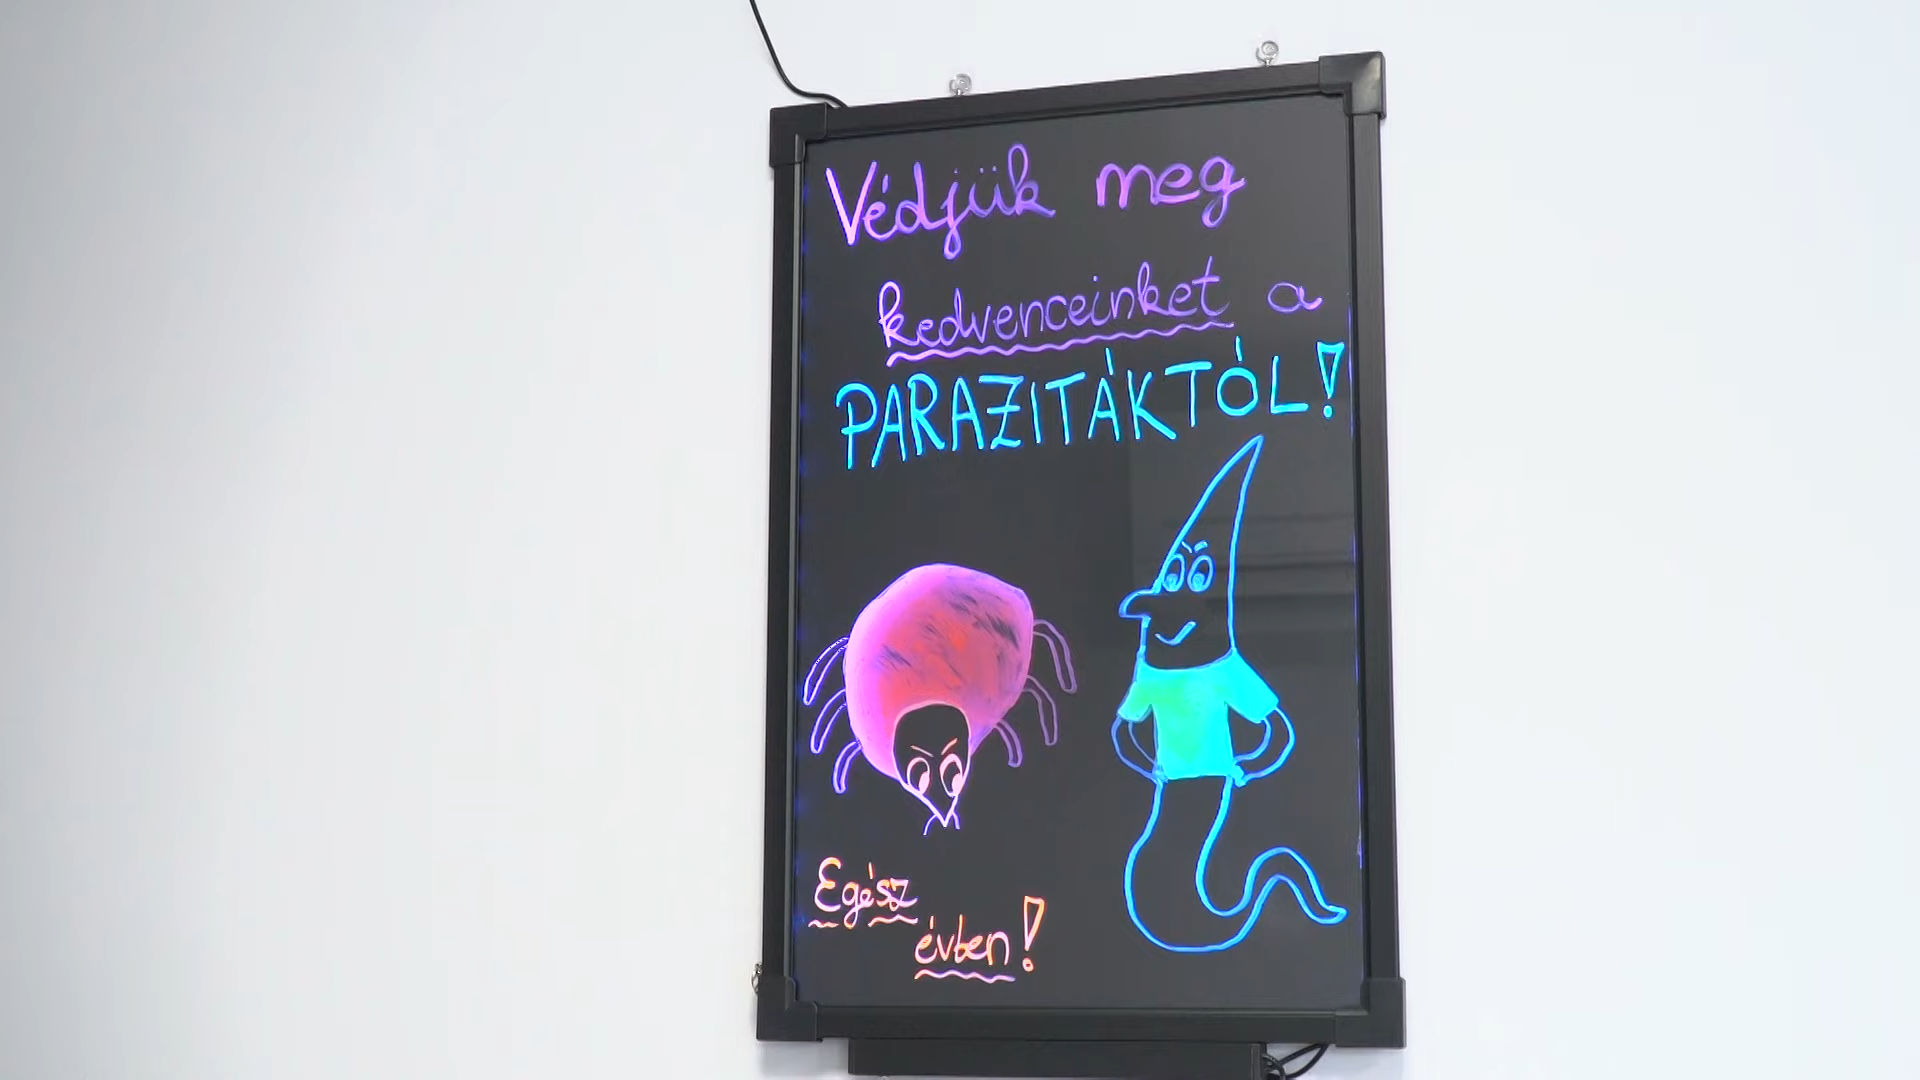 Védjük meg
kedvenceinket a
PARAZITÁKTÓL!
Egész
évben!